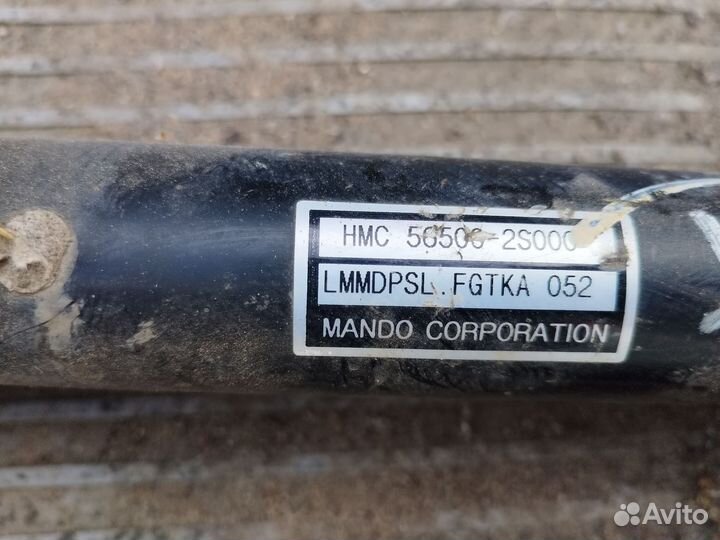 HMC 56500-2S000
LMMDPSL.FGTKA 052
MANDO CORPORATION
Avito